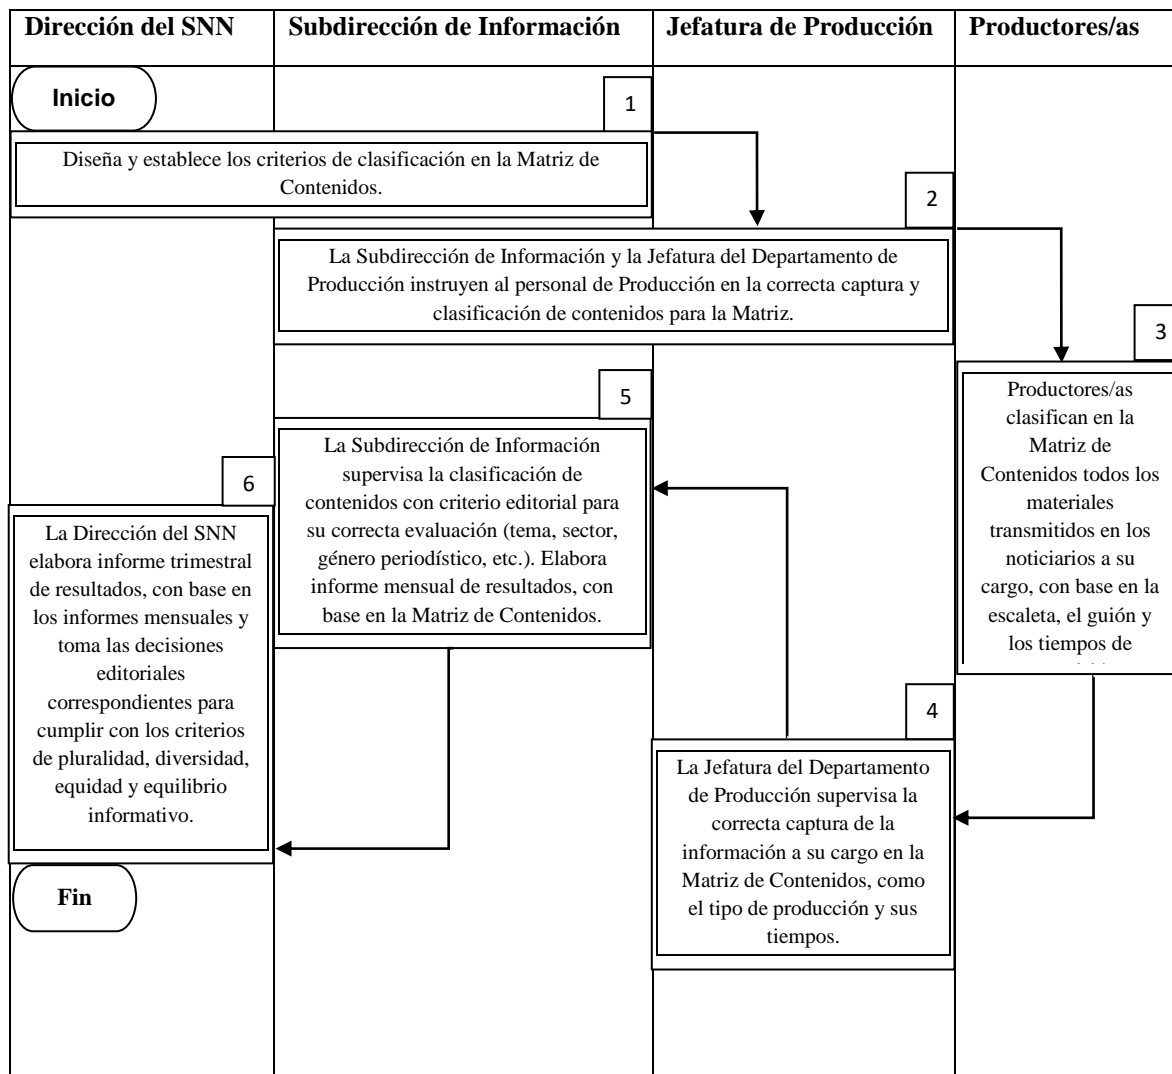 Dirección del SNN
Subdirección de Información
Jefatura de Producción
Productores/as
Inicio
1
Diseña y establece los criterios de clasificación en la Matriz de
Contenidos.
2
La Subdirección de Información y la Jefatura del Departamento de
Producción instruyen al personal de Producción en la correcta captura y
clasificación de contenidos para la Matriz.
3
Productores/as
clasifican en la
Matriz de
Contenidos todos los
materiales
transmitidos en los
noticiarios a su
cargo, con base en la
escaleta, el guión y
los tiempos de
4
La Jefatura del Departamento
de Producción supervisa la
correcta captura de la
información a su cargo en la
Matriz de Contenidos, como
el tipo de producción y sus
tiempos.
5
La Subdirección de Información
supervisa la clasificación de
contenidos con criterio editorial para
su correcta evaluación (tema, sector,
género periodístico, etc.). Elabora
informe mensual de resultados, con
base en la Matriz de Contenidos.
6
La Dirección del SNN
elabora informe trimestral
de resultados, con base en
los informes mensuales y
toma las decisiones
editoriales
correspondientes para
cumplir con los criterios
de pluralidad, diversidad,
equidad y equilibrio
informativo.
Fin